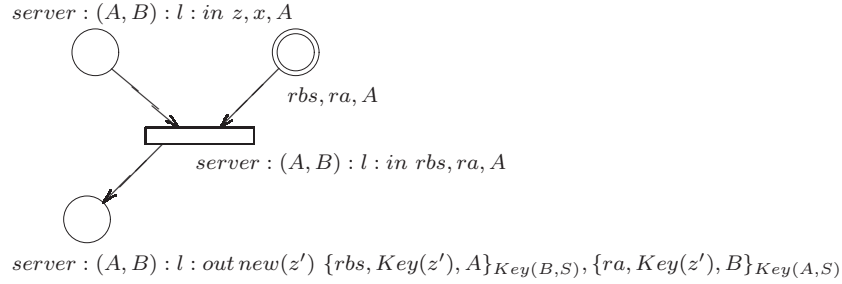 server : (A, B) : l : in z, x, A
rbs, ra, A
server : (A, B) : l : in rbs, ra, A
server : (A, B) : l : out new(z′) {rbs, Key(z′), A}Key(B,S), {ra, Key(z′), B}Key(A,S)